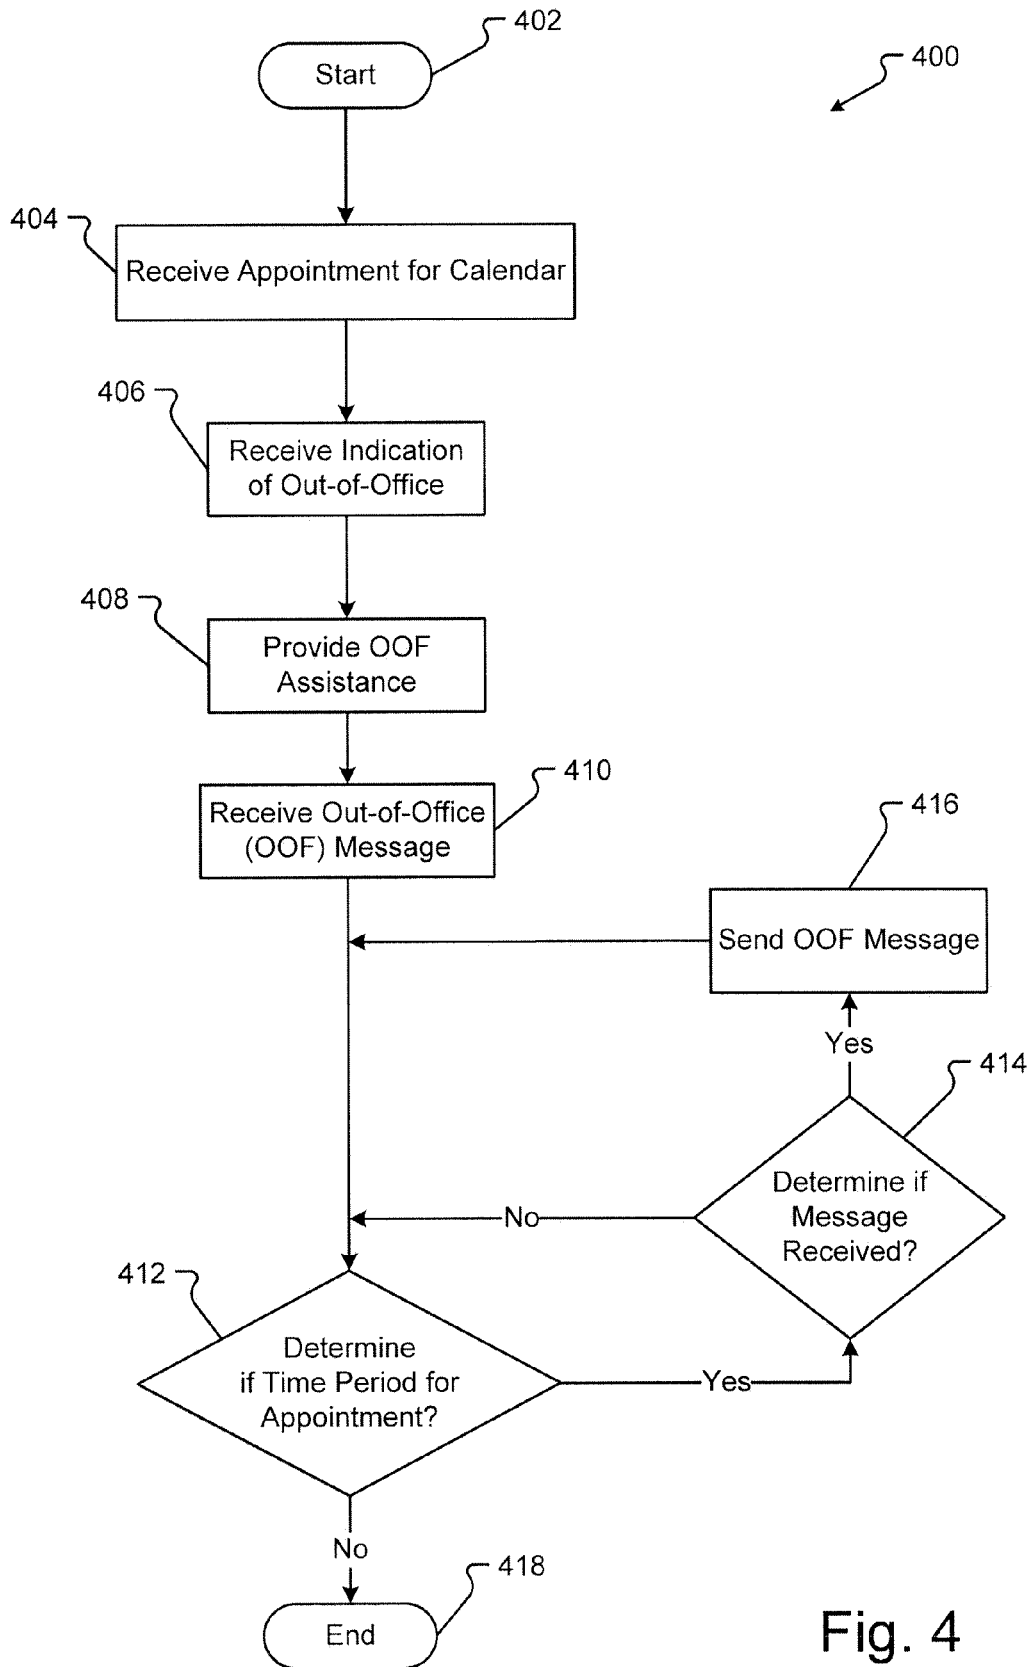 402
Start
400
404
Receive Appointment for Calendar
406
Receive Indication
of Out-of-Office
408
Provide OOF
Assistance
410
Receive Out-of-Office
(OOF) Message
416
Send OOF Message
Yes
414
Determine if
Message
Received?
No
412
Determine
if Time Period for
Appointment?
Yes
No
418
End
Fig. 4